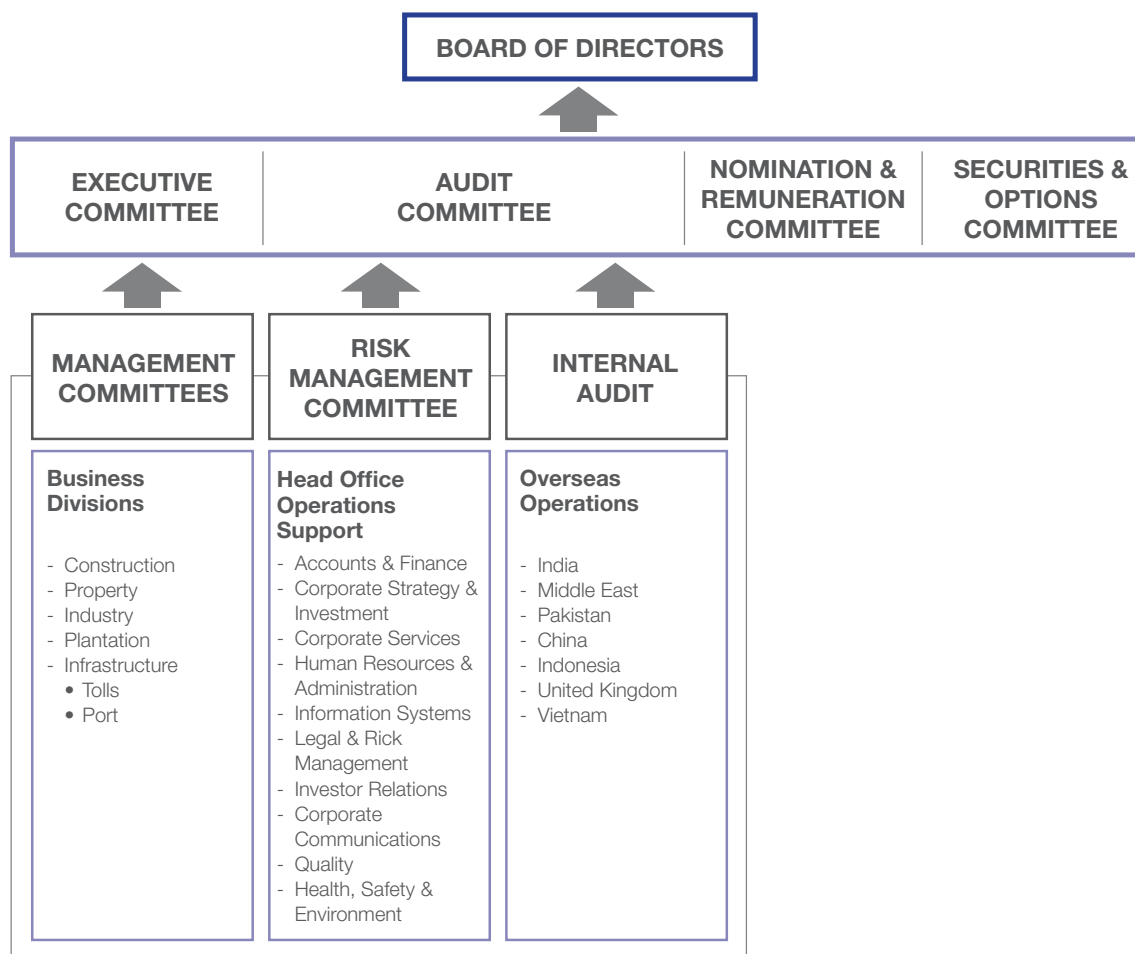 BOARD OF DIRECTORS
EXECUTIVE
COMMITTEE
AUDIT
COMMITTEE
NOMINATION &
REMUNERATION
COMMITTEE
SECURITIES &
OPTIONS
COMMITTEE
MANAGEMENT
COMMITTEES
RISK
MANAGEMENT
COMMITTEE
INTERNAL
AUDIT
Business
Divisions
- Construction
- Property
- Industry
- Plantation
- Infrastructure
• Tolls
• Port
Head Office
Operations
Support
- Accounts & Finance
- Corporate Strategy &
Investment
- Corporate Services
- Human Resources &
Administration
- Information Systems
- Legal & Rick
Management
- Investor Relations
- Corporate
Communications
- Quality
- Health, Safety &
Environment
Overseas
Operations
- India
- Middle East
- Pakistan
- China
- Indonesia
- United Kingdom
- Vietnam